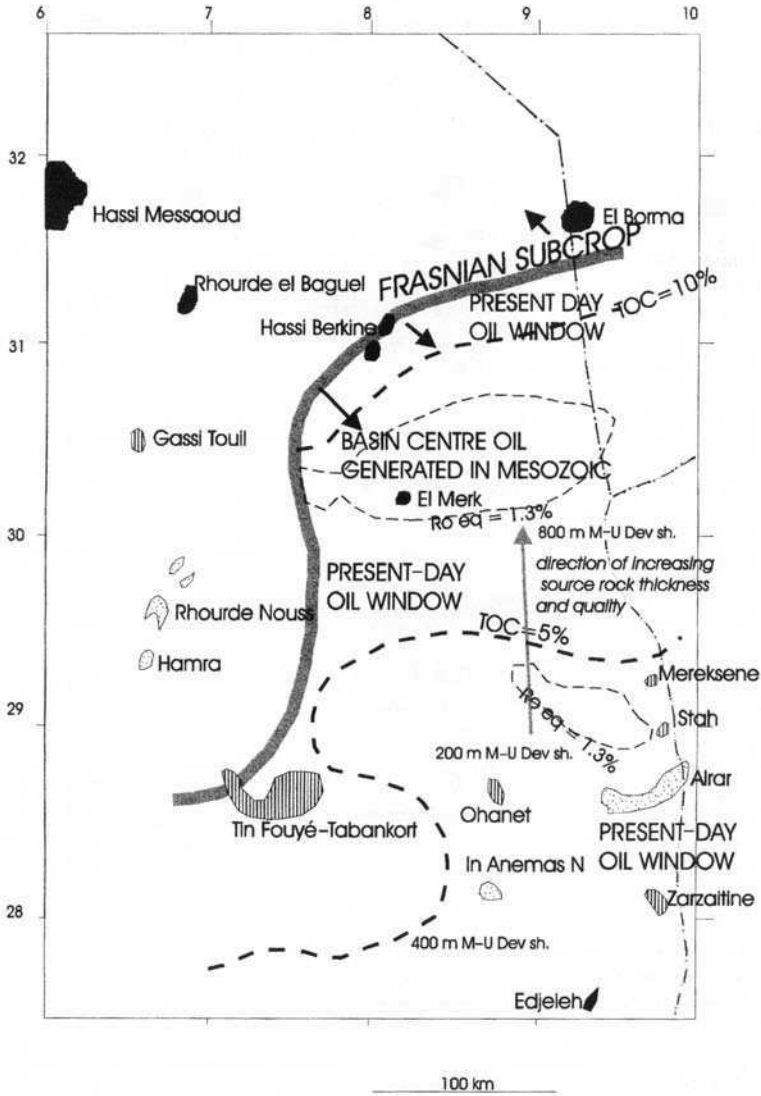 6 7 8 9 10
32
31
30
29
28
Hassi Messaoud
El Borma
FRASNIAN SUBCROP
Rhourde el Baguel
PRESENT DAY
OIL WINDOW
TOC=10%
Hassi Berkine
Gassi Touil
BASIN CENTRE OIL
GENERATED IN MESOZOIC
El Merk
Ro eq = 1.3%
800 m M-U Dev sh.
direction of increasing
source rock thickness
and quality
PRESENT-DAY
OIL WINDOW
Rhourde Nouss
TOC=5%
Hamra
Mereksene
Ro eq = 1.3%
Stah
200 m M-U Dev sh.
Alrar
Ohanet
Tin Fouyé-Tabankort
PRESENT-DAY
OIL WINDOW
In Anemas N
Zarzaitine
400 m M-U Dev sh.
Edjeleh
100 km